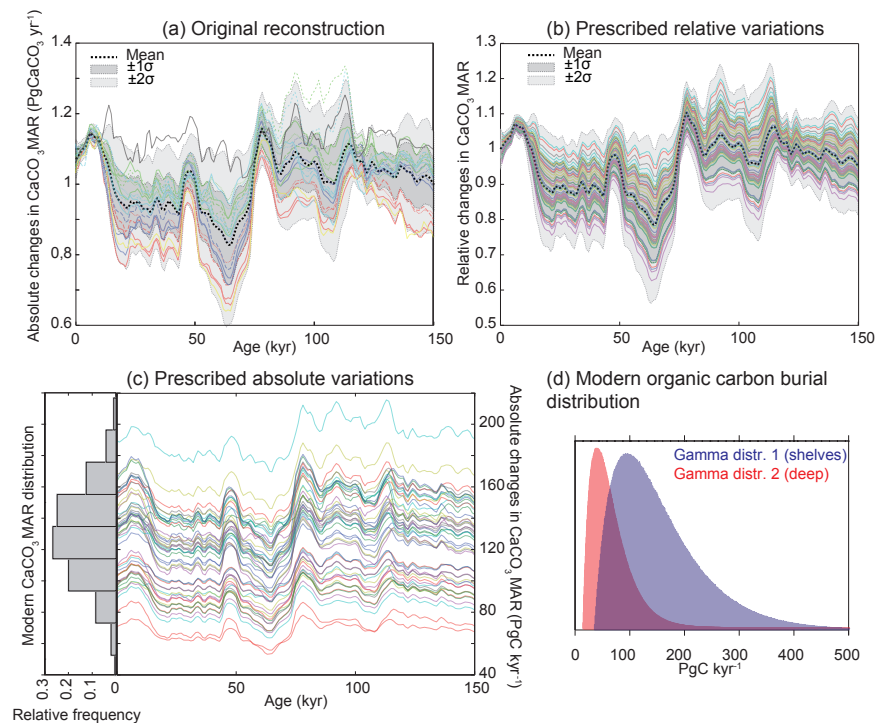 (a) Original reconstruction
Absolute changes in CaCO3 MAR (PgCaCO3 yr-1)
1.4
1.2
1
0.8
0.6
Mean
±1σ
±2σ
0
50
100
150
Age (kyr)
(b) Prescribed relative variations
Relative changes in CaCO3 MAR
1.3
1.2
1.1
1
0.9
0.8
0.7
0.6
0.5
Mean
±1σ
±2σ
0
50
100
150
Age (kyr)
(c) Prescribed absolute variations
Modern CaCO3 MAR distribution
0.3
0.2
0.1
Relative frequency
0
50
100
150
Age (kyr)
200
160
120
80
40
Absolute changes in CaCO3 MAR (PgC kyr-1)
(d) Modern organic carbon burial
distribution
Gamma distr. 1 (shelves)
Gamma distr. 2 (deep)
0
100
200
300
400
500
PgC kyr-1